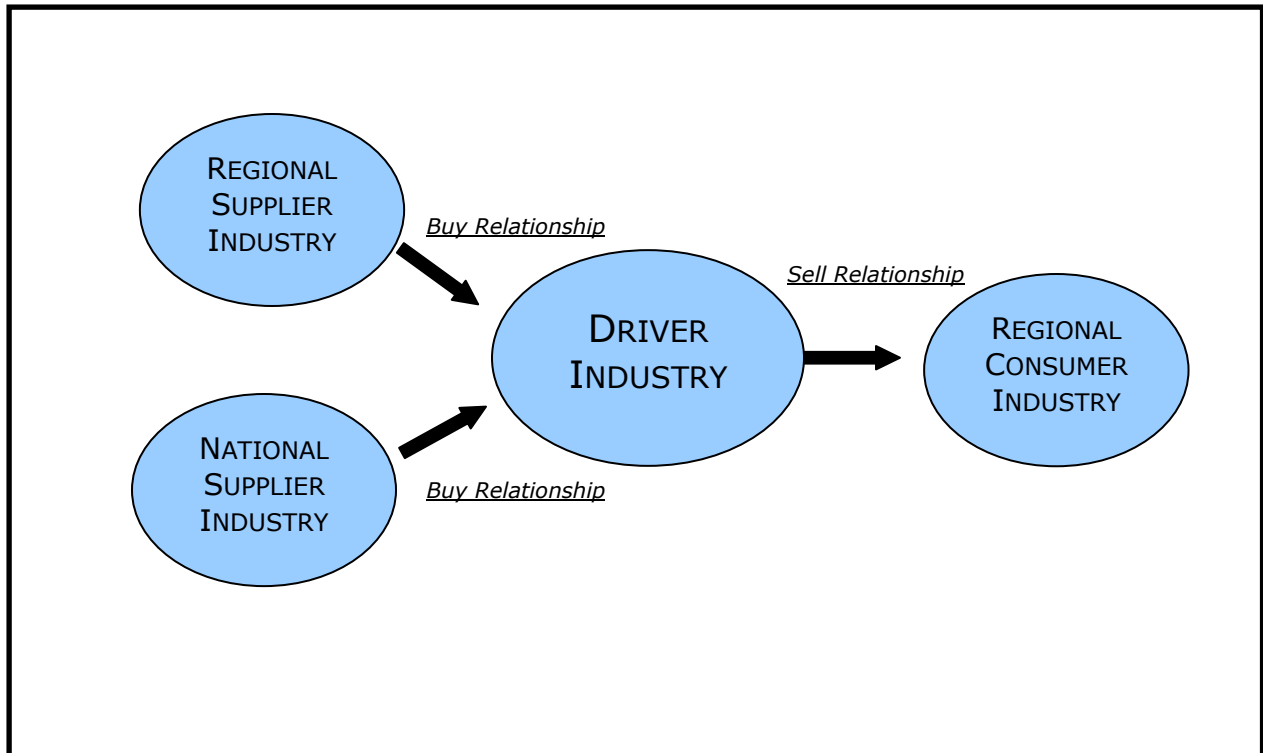 REGIONAL
SUPPLIER
INDUSTRY
Buy Relationship
NATIONAL
SUPPLIER
INDUSTRY
Buy Relationship
DRIVER
INDUSTRY
Sell Relationship
REGIONAL
CONSUMER
INDUSTRY